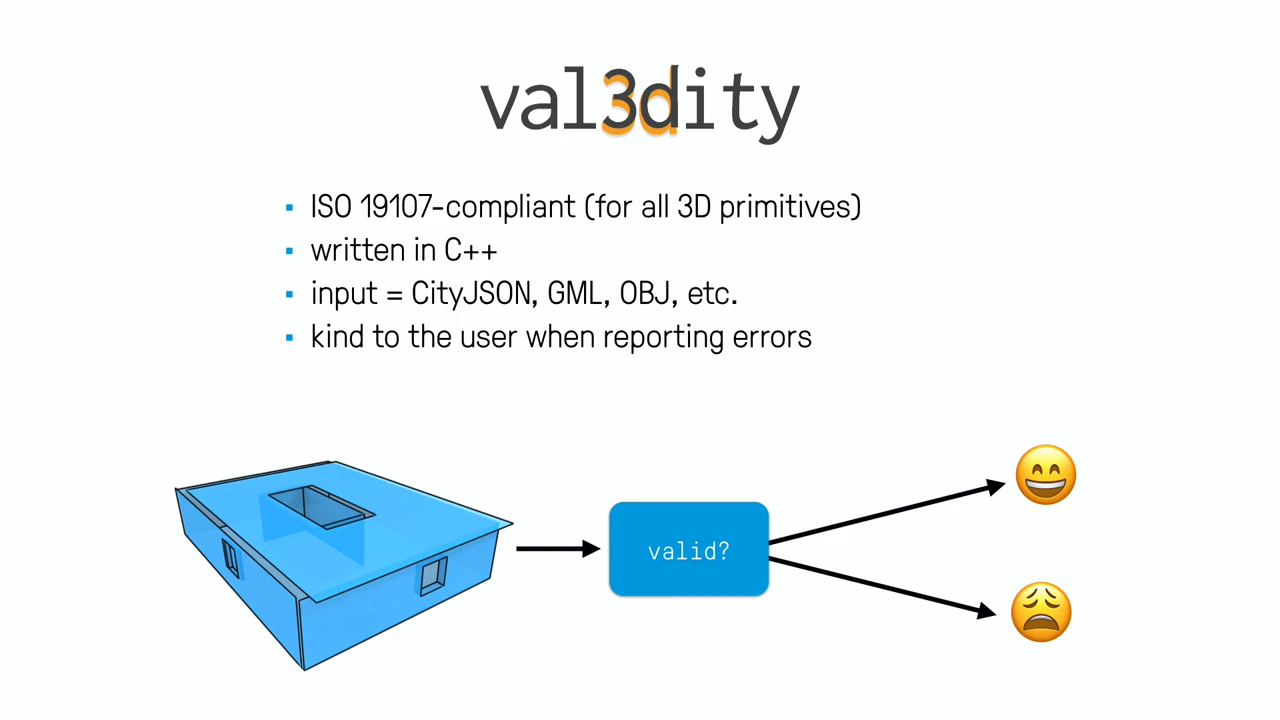 val3dity
ISO 19107-compliant (for all 3D primitives)
written in C++
input = CityJSON, GML, OBJ, etc.
kind to the user when reporting errors
valid?